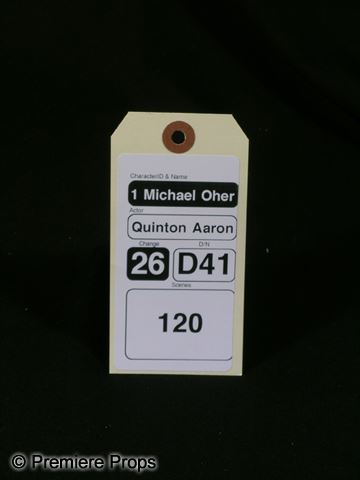 Character/ID & Name
1 Michael Oher
Actor
Quinton Aaron
Change D/N
26 D41
Scenes
120
© Premiere Props